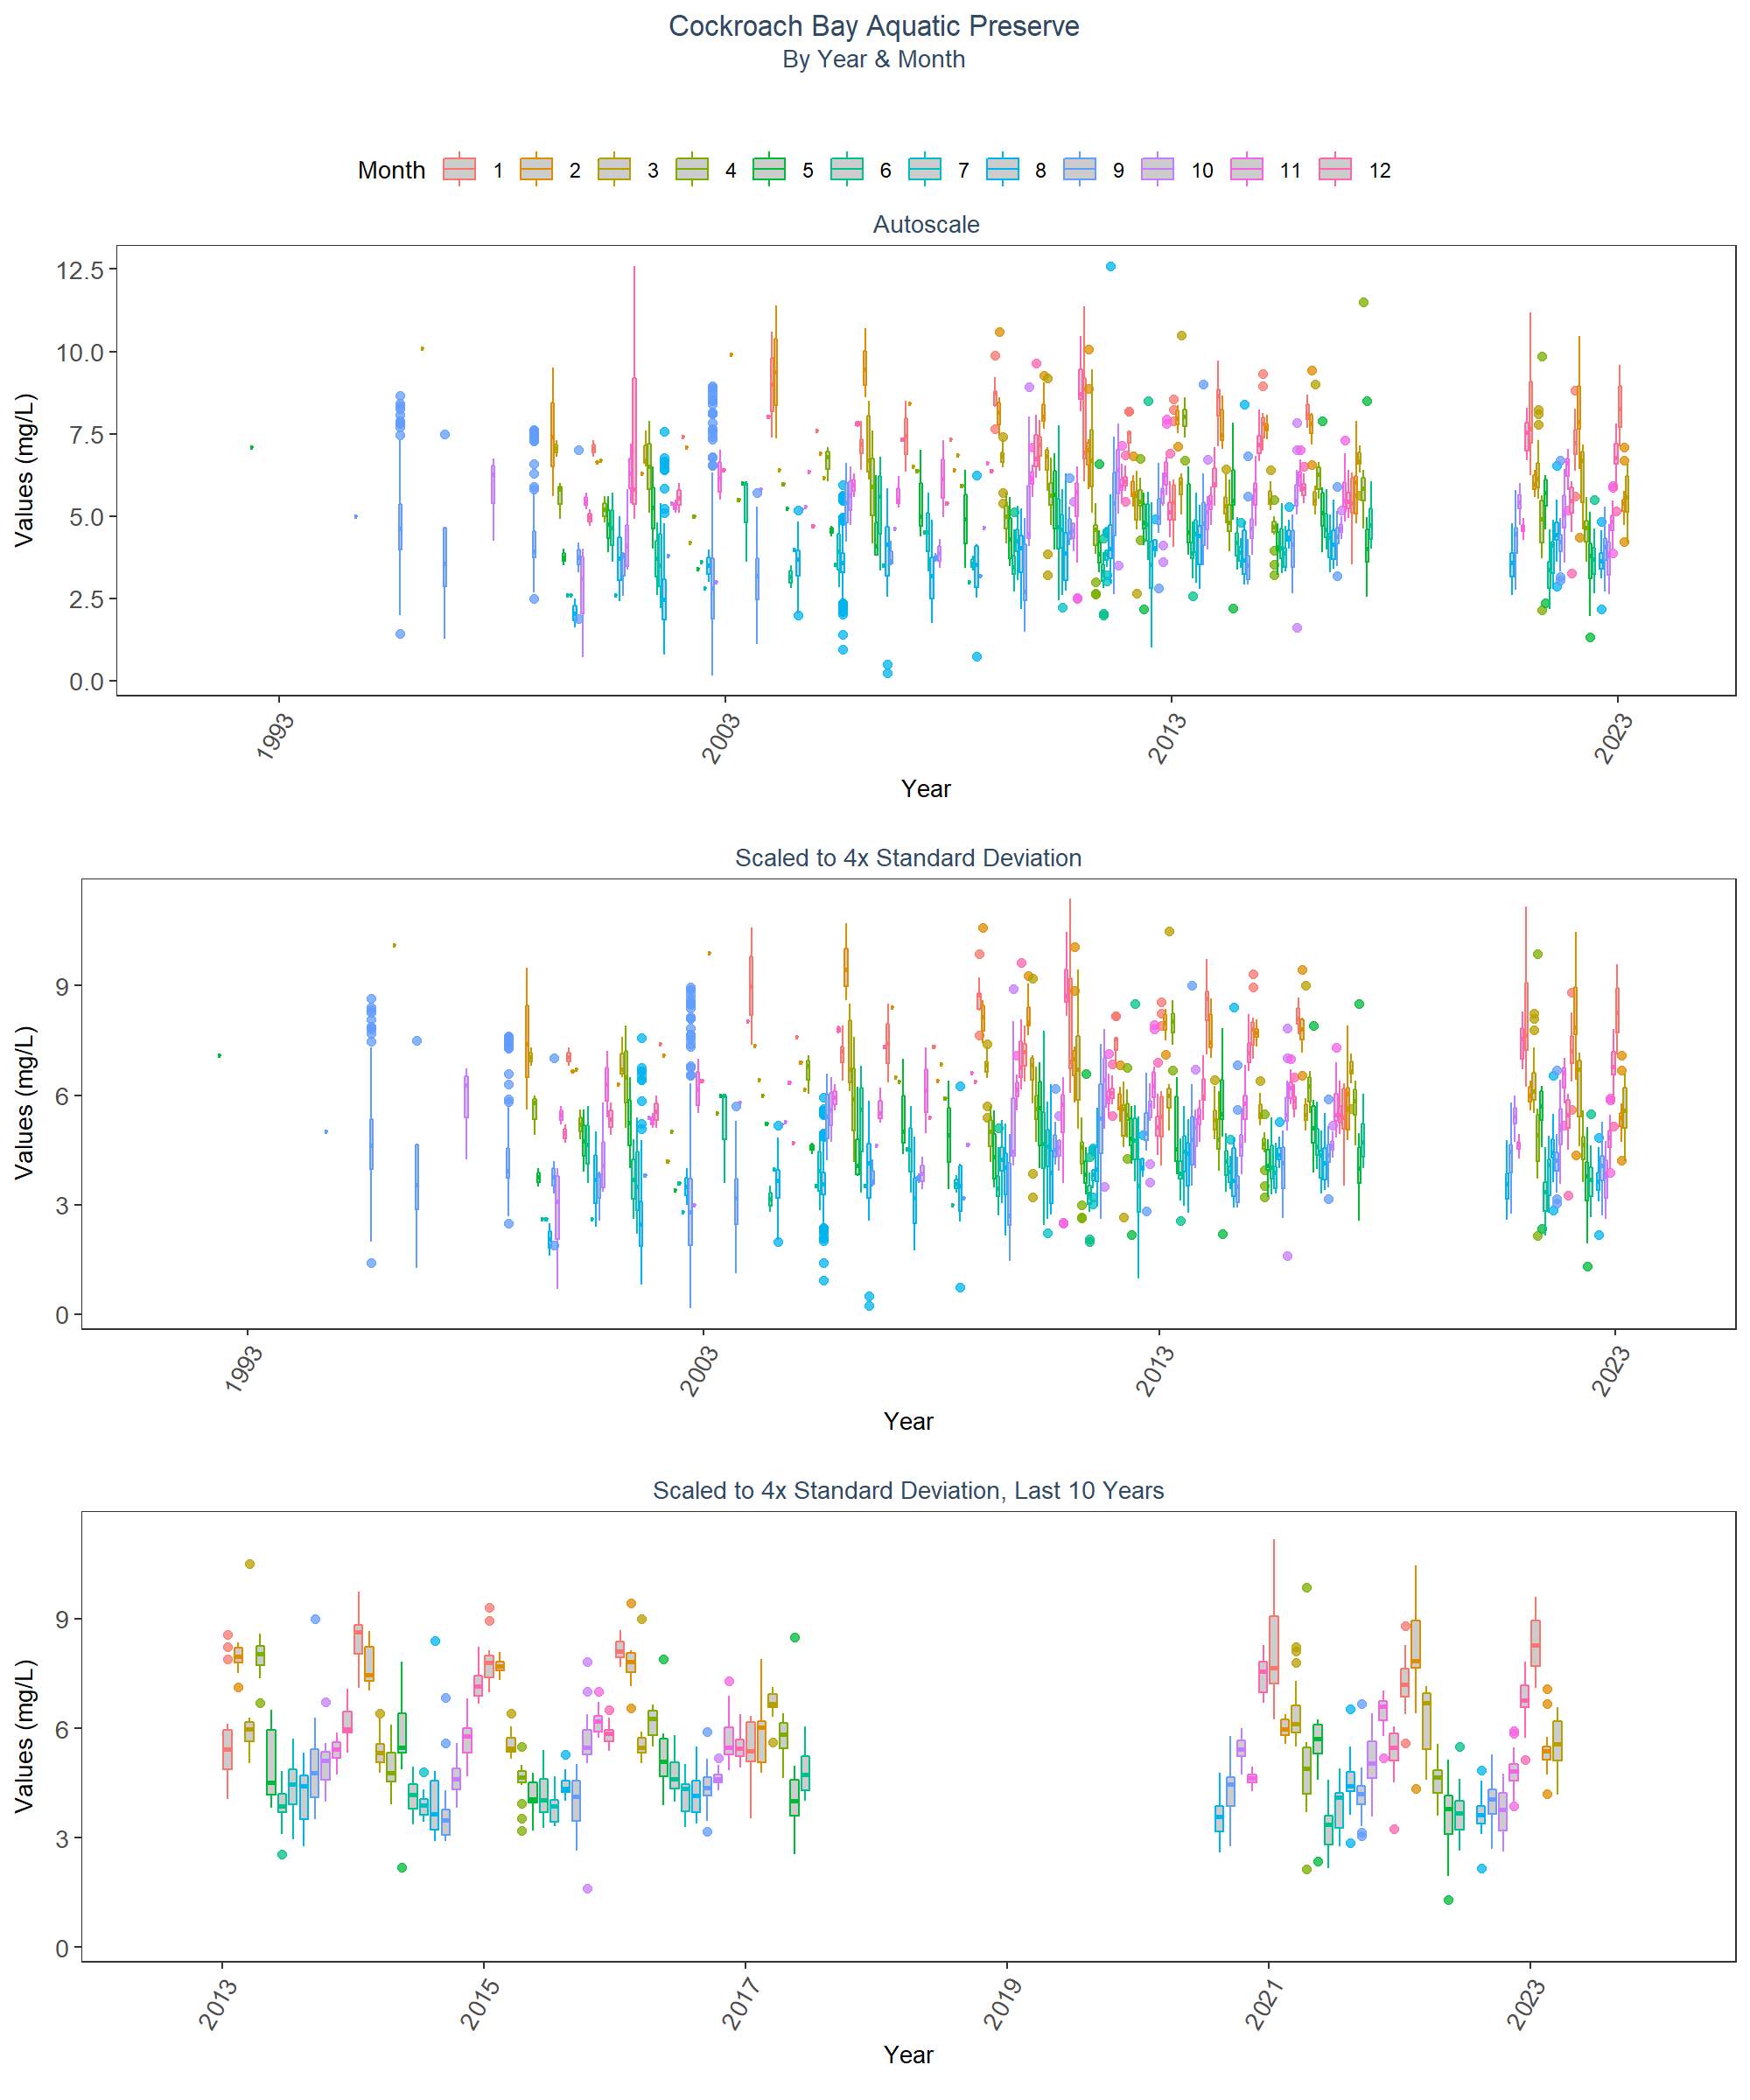 Cockroach Bay Aquatic Preserve
By Year & Month
Month 1 2 3 4 5 6 7 8 9 10 11 12
Autoscale
Values (mg/L)
12.5
10.0
7.5
5.0
2.5
0.0
1993 2003 2013 2023
Year
Scaled to 4x Standard Deviation
Values (mg/L)
9
6
3
0
1993 2003 2013 2023
Year
Scaled to 4x Standard Deviation, Last 10 Years
Values (mg/L)
9
6
3
0
2013 2015 2017 2019 2021 2023
Year